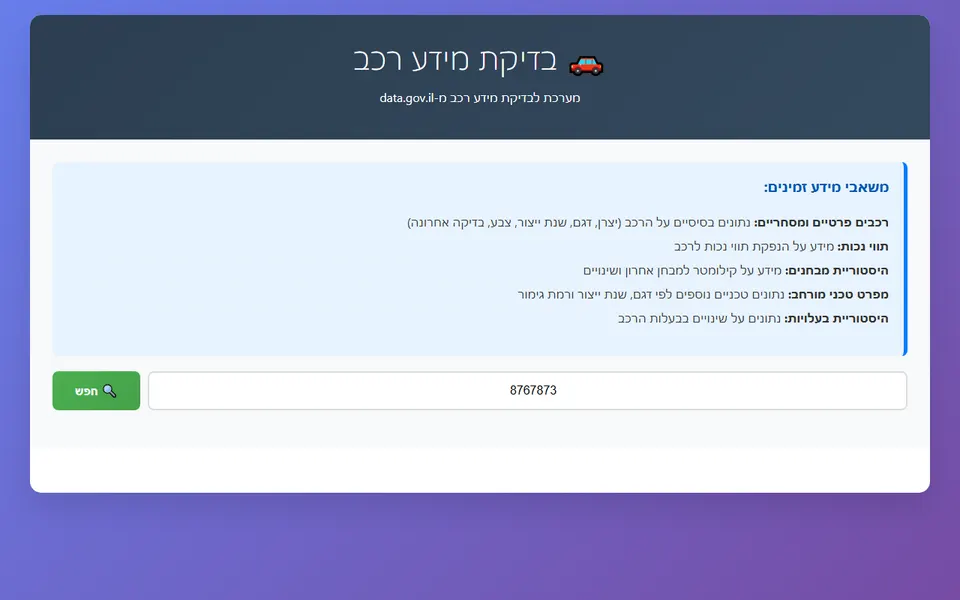 🚗 בדיקת מידע רכב
מערכת לבדיקת מידע רכב מ-data.gov.il
משאבי מידע זמינים:
רכבים פרטיים ומסחריים: נתונים בסיסיים על הרכב (יצרן, דגם, שנת ייצור, צבע, בדיקה אחרונה)
תווי נכות: מידע על הנפקת תווי נכות לרכב
היסטוריית מבחנים: מידע על קילומטר למבחן אחרון ושינויים
מפרט טכני מורחב: נתונים טכניים נוספים לפי דגם, שנת ייצור ורמת גימור
היסטוריית בעלויות: נתונים על שינויים בבעלות הרכב
8767873
🔍 חפש